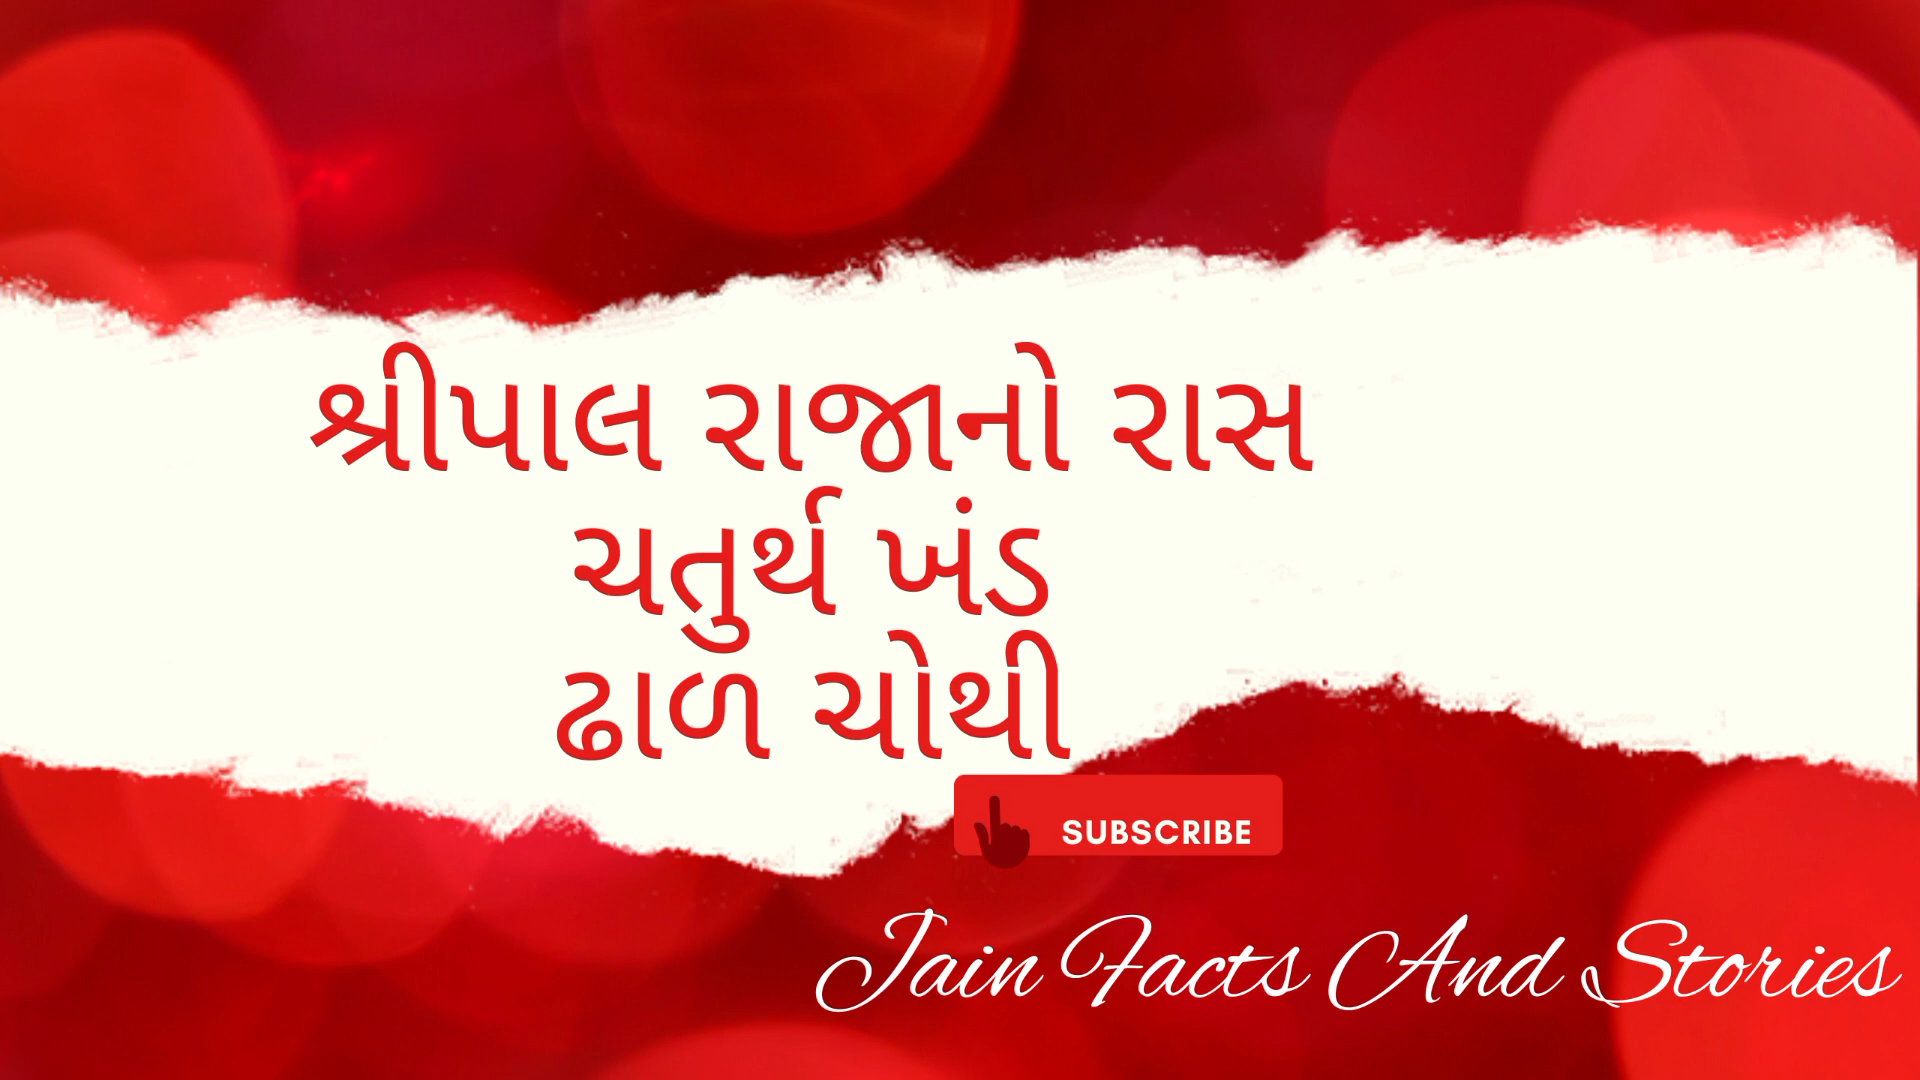 શ્રીપાલ રાજાનો રાસ
ચતુર્થ ખંડ
ઢાળ ચોથી
SUBSCRIBE
Jain Facts And Stories